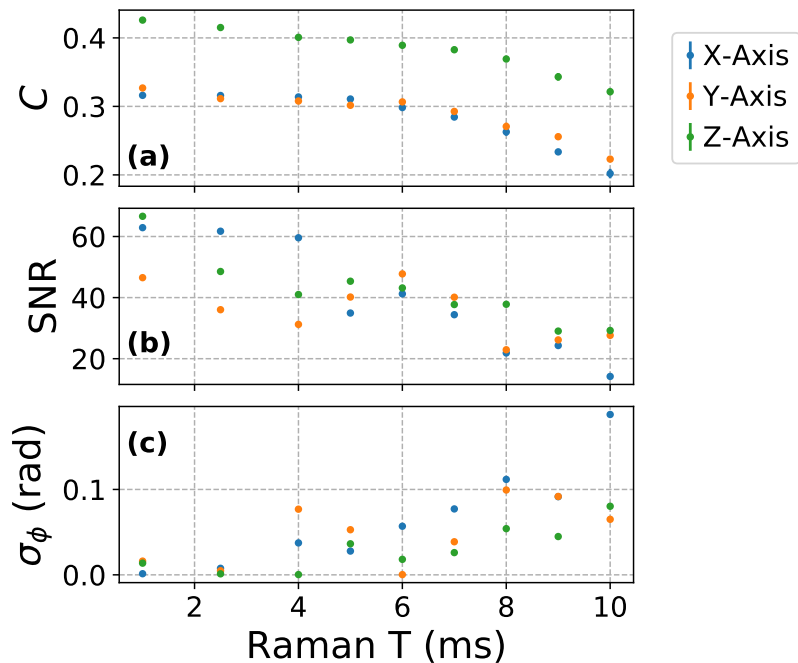 C
0.4
0.3
0.2
(a)
X-Axis
Y-Axis
Z-Axis
SNR
60
40
20
(b)
σϕ (rad)
0.1
0.0
(c)
2 4 6 8 10
Raman T (ms)